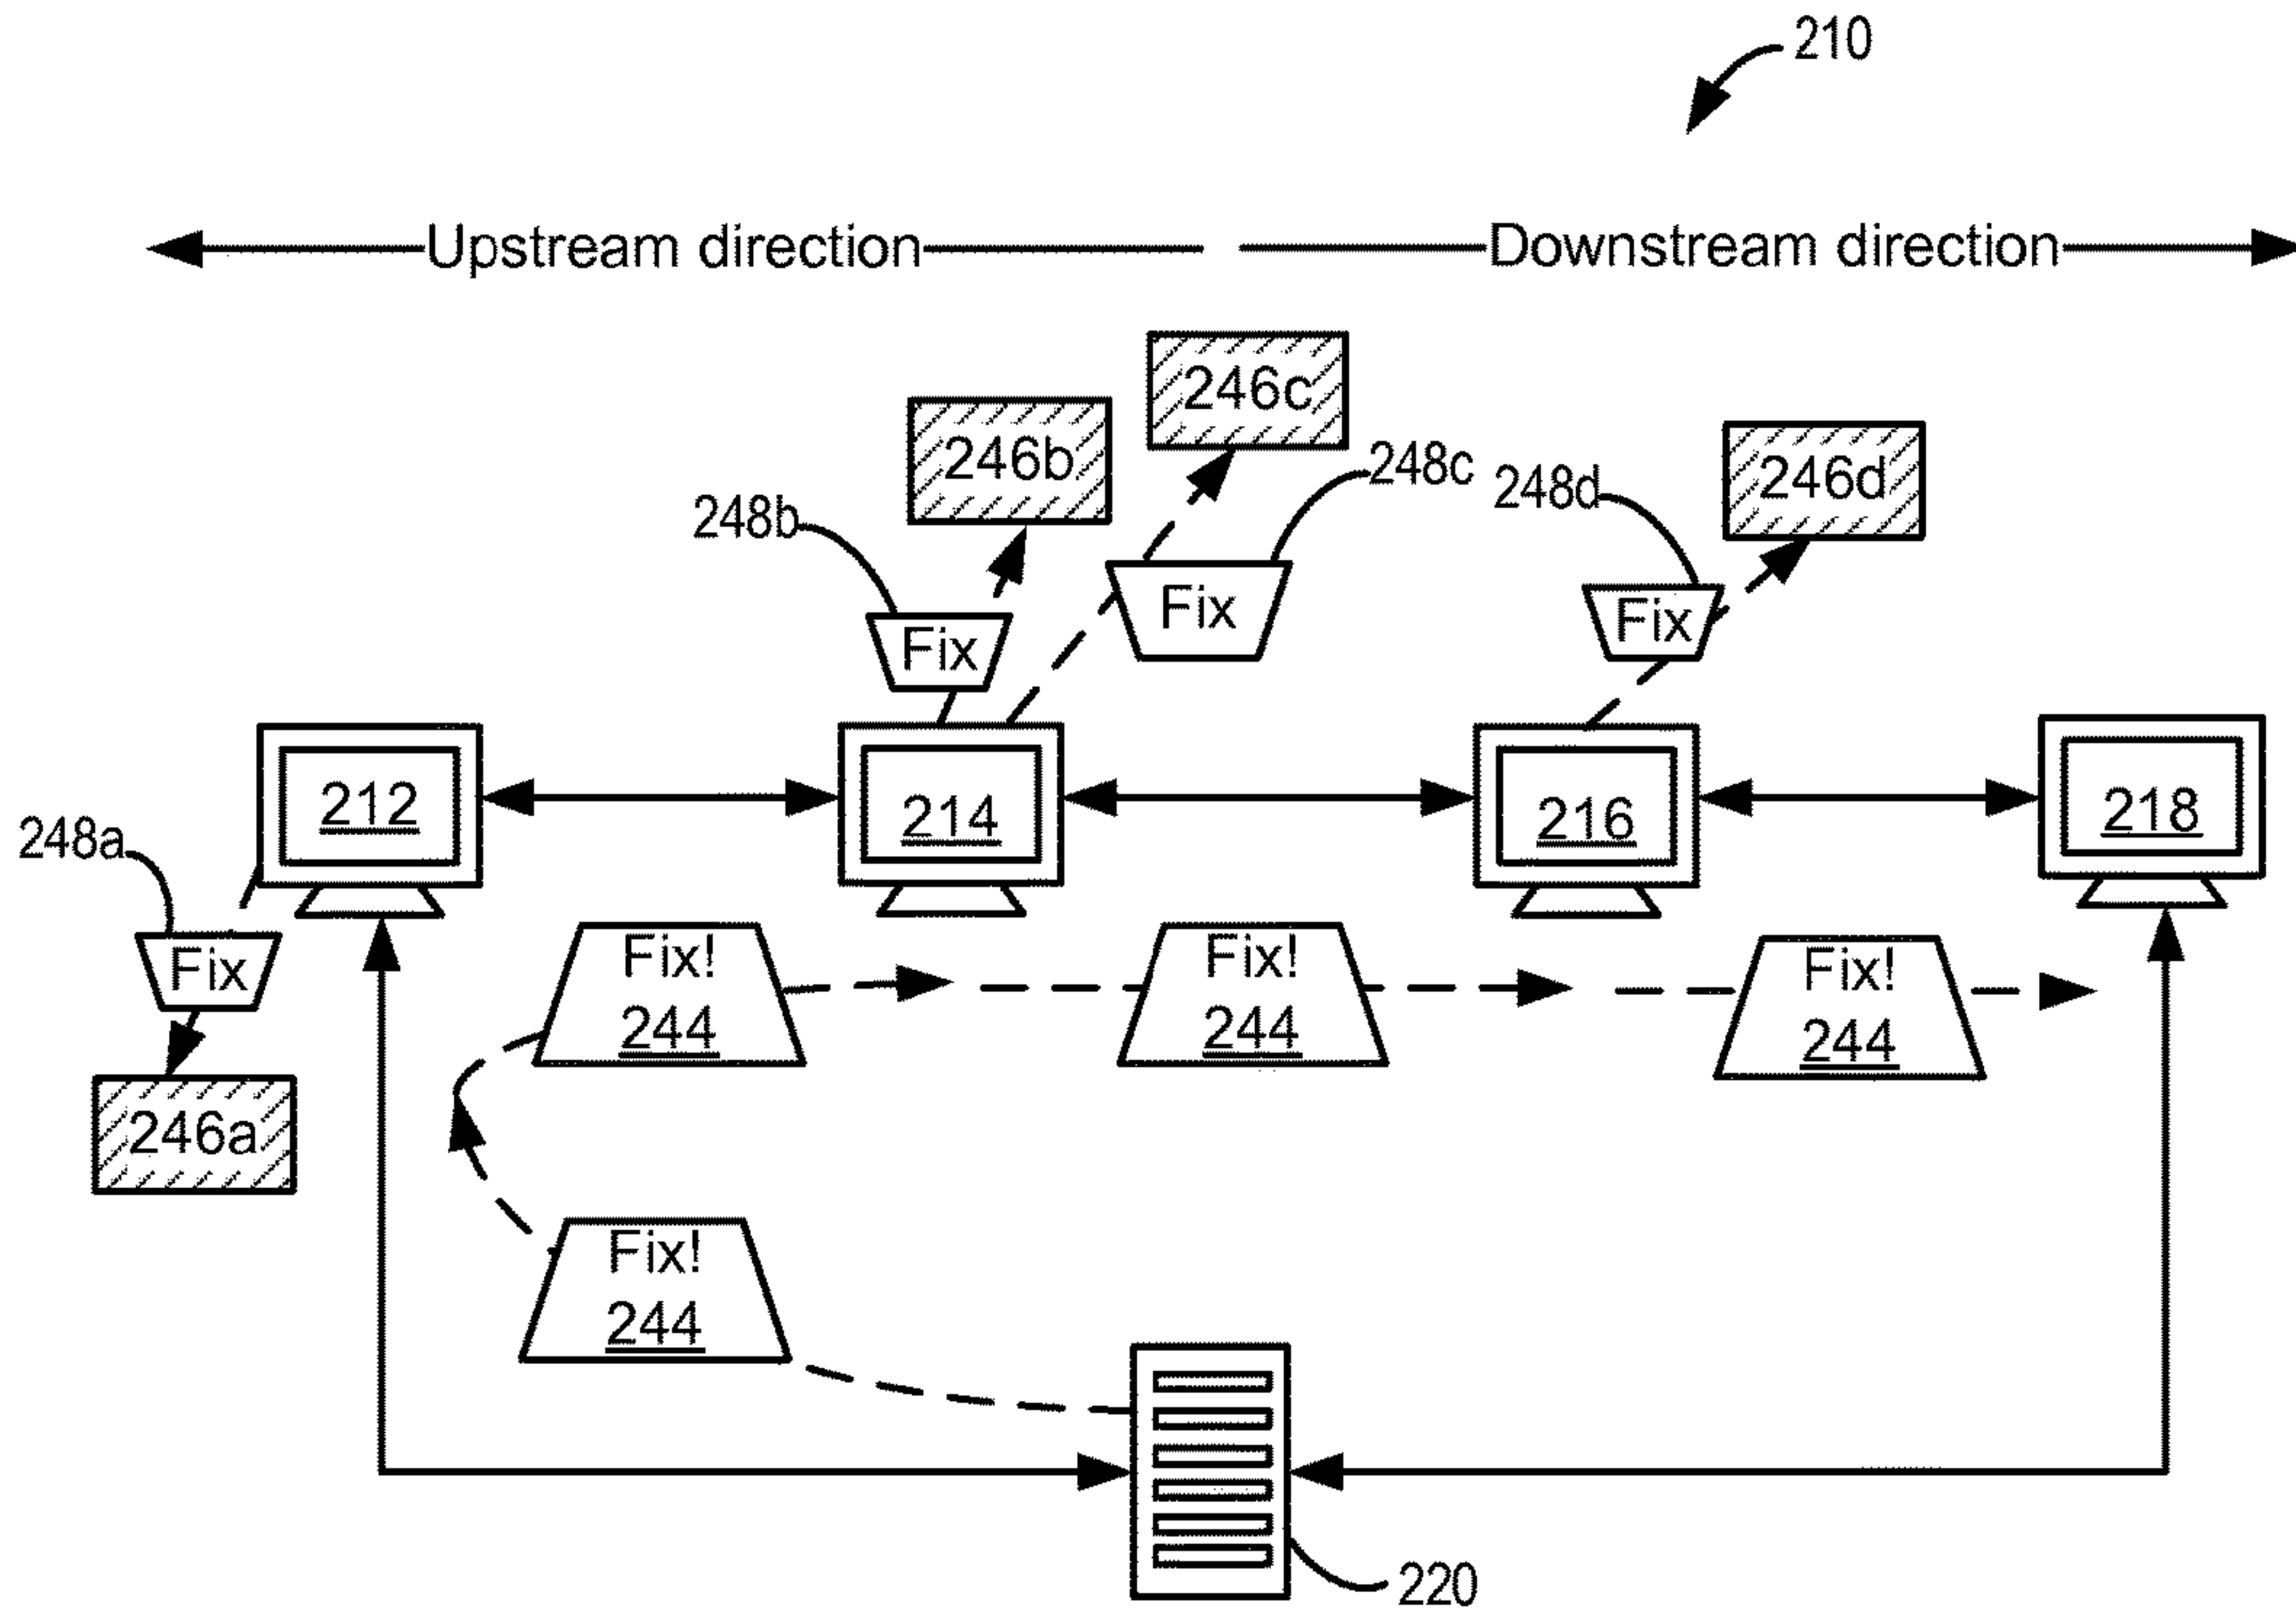 210
Upstream direction
Downstream direction
246c
246b
246d
248c
248d
248b
Fix
Fix
Fix
212
214
216
218
248a
Fix
Fix!
244
Fix!
244
Fix!
244
246a
Fix!
244
220